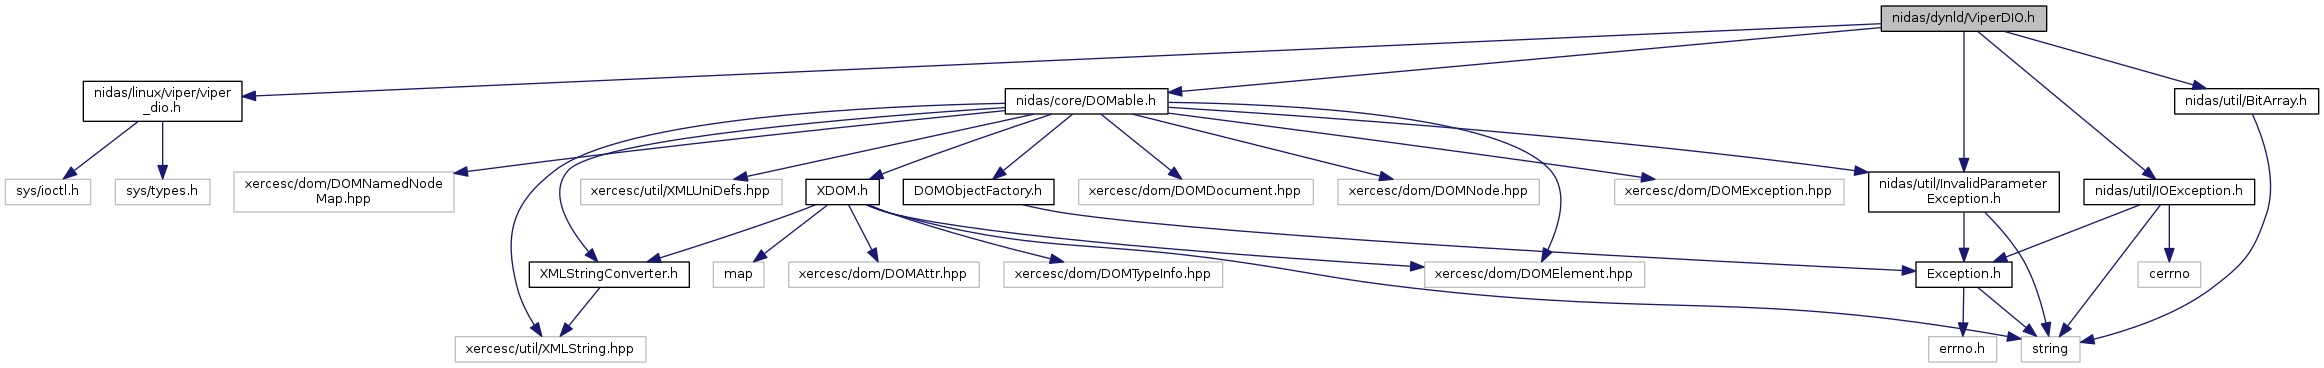 nidas/dynld/ViperDIO.h
nidas/linux/viper/viper
_dio.h
nidas/core/DOMable.h
nidas/util/BitArray.h
sys/ioctl.h
sys/types.h
xercesc/dom/DOMNamedNode
Map.hpp
xercesc/util/XMLUniDefs.hpp
XDOM.h
DOMObjectFactory.h
xercesc/dom/DOMDocument.hpp
xercesc/dom/DOMNode.hpp
xercesc/dom/DOMException.hpp
nidas/util/InvalidParameter
Exception.h
nidas/util/IOException.h
XMLStringConverter.h
map
xercesc/dom/DOMAttr.hpp
xercesc/dom/DOMTypeInfo.hpp
xercesc/dom/DOMElement.hpp
Exception.h
cerrno
xercesc/util/XMLString.hpp
errno.h
string